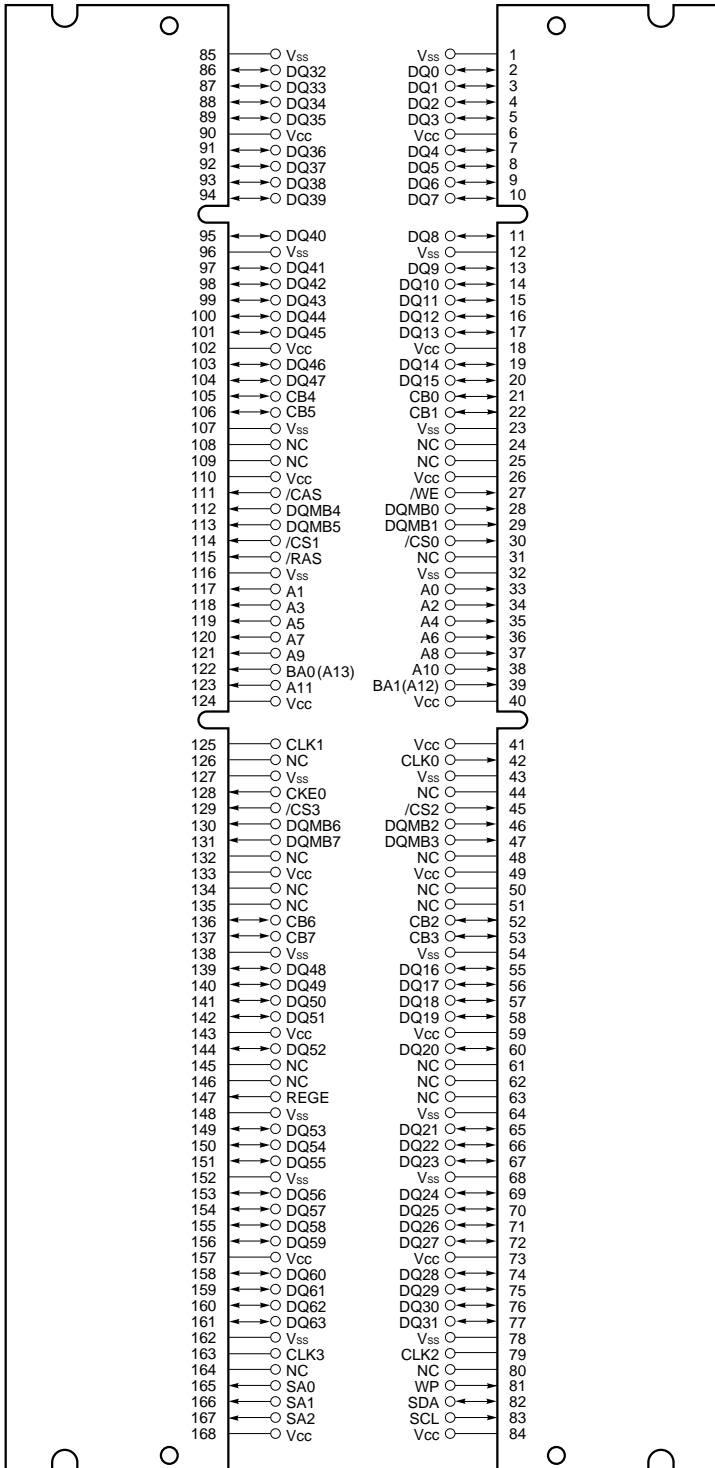 85 Vss Vss 1
86 DQ32 DQ0 2
87 DQ33 DQ1 3
88 DQ34 DQ2 4
89 DQ35 DQ3 5
90 Vcc Vcc 6
91 DQ36 DQ4 7
92 DQ37 DQ5 8
93 DQ38 DQ6 9
94 DQ39 DQ7 10
95 DQ40 DQ8 11
96 Vss Vss 12
97 DQ41 DQ9 13
98 DQ42 DQ10 14
99 DQ43 DQ11 15
100 DQ44 DQ12 16
101 DQ45 DQ13 17
102 Vcc Vcc 18
103 DQ46 DQ14 19
104 DQ47 DQ15 20
105 CB4 CB0 21
106 CB5 CB1 22
107 Vss Vss 23
108 NC NC 24
109 NC NC 25
110 Vcc Vcc 26
111 /CAS /WE 27
112 DQMB4 DQMB0 28
113 DQMB5 DQMB1 29
114 /CS1 /CS0 30
115 /RAS NC 31
116 Vss Vss 32
117 A1 A0 33
118 A3 A2 34
119 A5 A4 35
120 A7 A6 36
121 A9 A8 37
122 BA0(A13) A10 38
123 A11 BA1(A12) 39
124 Vcc Vcc 40
125 CLK1 Vcc 41
126 NC CLK0 42
127 Vss Vss 43
128 CKE0 NC 44
129 /CS3 /CS2 45
130 DQMB6 DQMB2 46
131 DQMB7 DQMB3 47
132 NC NC 48
133 Vcc Vcc 49
134 NC NC 50
135 NC NC 51
136 CB6 CB2 52
137 CB7 CB3 53
138 Vss Vss 54
139 DQ48 DQ16 55
140 DQ49 DQ17 56
141 DQ50 DQ18 57
142 DQ51 DQ19 58
143 Vcc Vcc 59
144 DQ52 DQ20 60
145 NC NC 61
146 NC NC 62
147 REGE NC 63
148 Vss Vss 64
149 DQ53 DQ21 65
150 DQ54 DQ22 66
151 DQ55 DQ23 67
152 Vss Vss 68
153 DQ56 DQ24 69
154 DQ57 DQ25 70
155 DQ58 DQ26 71
156 DQ59 DQ27 72
157 Vcc Vcc 73
158 DQ60 DQ28 74
159 DQ61 DQ29 75
160 DQ62 DQ30 76
161 DQ63 DQ31 77
162 Vss Vss 78
163 CLK3 CLK2 79
164 NC NC 80
165 SA0 WP 81
166 SA1 SDA 82
167 SA2 SCL 83
168 Vcc Vcc 84